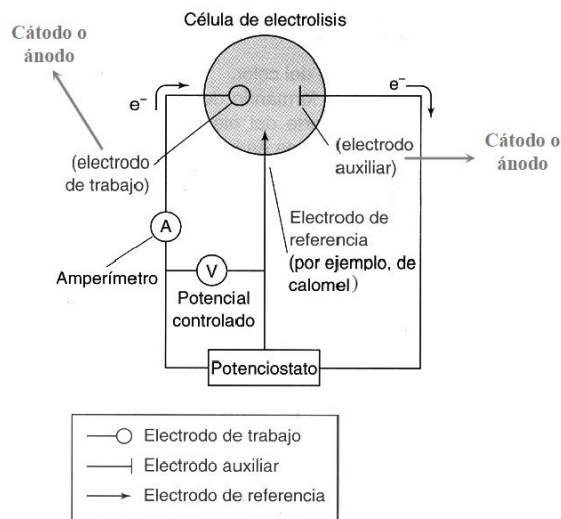 Célula de electrolisis
Cátodo o
ánodo
e⁻
e⁻
(electrodo
de trabajo)
(electrodo
auxiliar)
Cátodo o
ánodo
A
Amperímetro
Electrodo de
referencia
(por ejemplo, de
calomel)
V
Potencial
controlado
Potenciostato
Electrodo de trabajo
Electrodo auxiliar
Electrodo de referencia